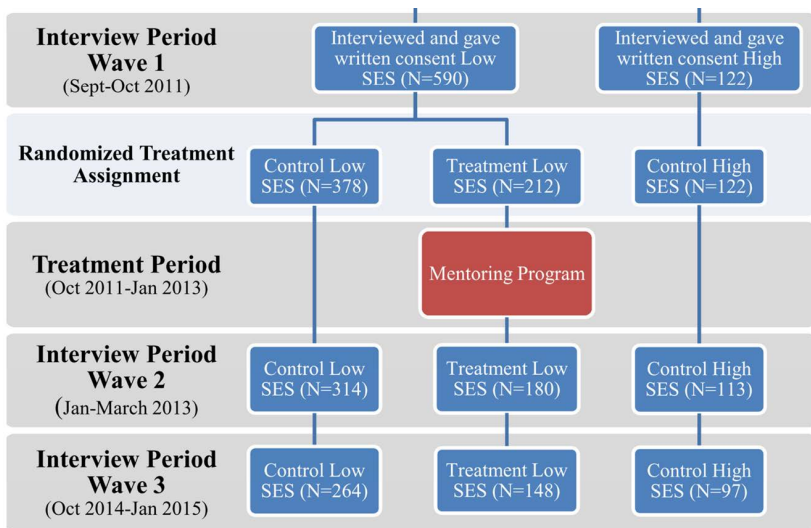 Interview Period
Wave 1
(Sept-Oct 2011)
Interviewed and gave
written consent Low
SES (N=590)
Interviewed and gave
written consent High
SES (N=122)
Randomized Treatment
Assignment
Control Low
SES (N=378)
Treatment Low
SES (N=212)
Control High
SES (N=122)
Treatment Period
(Oct 2011-Jan 2013)
Mentoring Program
Interview Period
Wave 2
(Jan-March 2013)
Control Low
SES (N=314)
Treatment Low
SES (N=180)
Control High
SES (N=113)
Interview Period
Wave 3
(Oct 2014-Jan 2015)
Control Low
SES (N=264)
Treatment Low
SES (N=148)
Control High
SES (N=97)